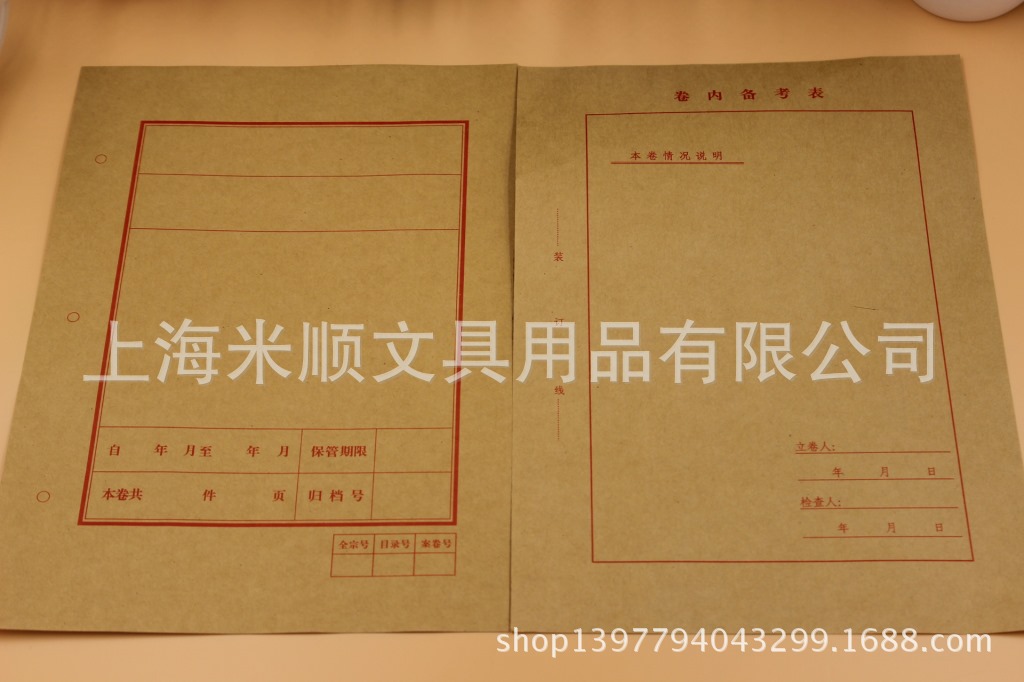 自 年 月至 年 月 保管期限
本卷共 件 页 归档号
全宗号 目录号 案卷号
卷内备考表
本卷情况说明
装
订
线
立卷人:
年 月 日
检查人:
年 月 日
上海米顺文具用品有限公司
shop1397794043299.1688.com